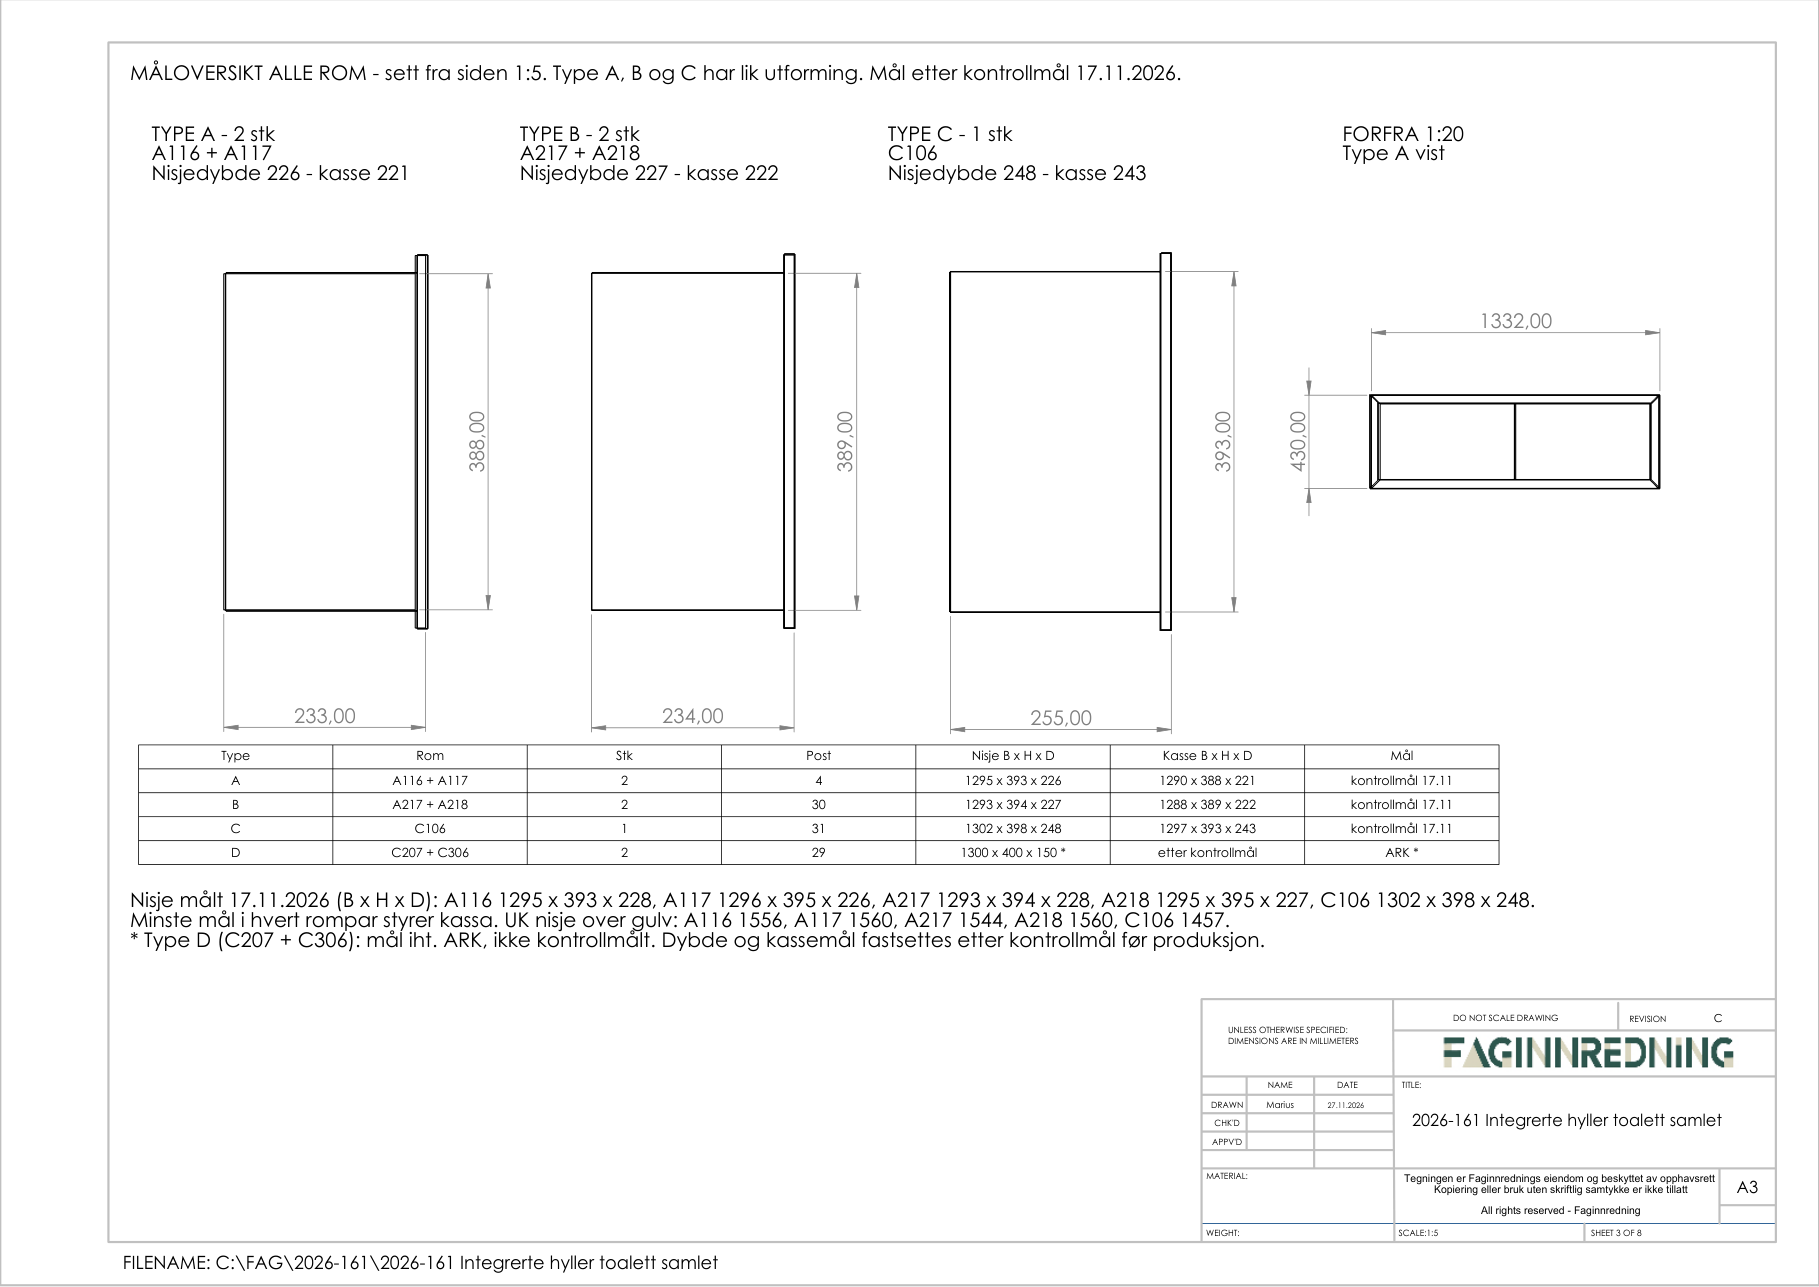 MÅLOVERSIKT ALLE ROM - sett fra siden 1:5. Type A, B og C har lik utforming. Mål etter kontrollmål 17.11.2026.
TYPE A - 2 stk
A116 + A117
Nisjedybde 226 - kasse 221
TYPE B - 2 stk
A217 + A218
Nisjedybde 227 - kasse 222
TYPE C - 1 stk
C106
Nisjedybde 248 - kasse 243
FORFRA 1:20
Type A vist
388,00
233,00
389,00
234,00
393,00
255,00
1332,00
430,00
Type Rom Stk Post Nisje B x H x D Kasse B x H x D Mål
A A116 + A117 2 4 1295 x 393 x 226 1290 x 388 x 221 kontrollmål 17.11
B A217 + A218 2 30 1293 x 394 x 227 1288 x 389 x 222 kontrollmål 17.11
C C106 1 31 1302 x 398 x 248 1297 x 393 x 243 kontrollmål 17.11
D C207 + C306 2 29 1300 x 400 x 150 * etter kontrollmål ARK *
Nisje målt 17.11.2026 (B x H x D): A116 1295 x 393 x 228, A117 1296 x 395 x 226, A217 1293 x 394 x 228, A218 1295 x 395 x 227, C106 1302 x 398 x 248.
Minste mål i hvert rompar styrer kassa. UK nisje over gulv: A116 1556, A117 1560, A217 1544, A218 1560, C106 1457.
* Type D (C207 + C306): mål iht. ARK, ikke kontrollmålt. Dybde og kassemål fastsettes etter kontrollmål før produksjon.
UNLESS OTHERWISE SPECIFIED:
DIMENSIONS ARE IN MILLIMETERS
DO NOT SCALE DRAWING
REVISION C
FAGINNREDNING
NAME DATE
DRAWN Marius 27.11.2026
CHK'D
APPV'D
TITLE:
2026-161 Integrerte hyller toalett samlet
MATERIAL:
Tegningen er Faginnrednings eiendom og beskyttet av opphavsrett
Kopiering eller bruk uten skriftlig samtykke er ikke tillatt
All rights reserved - Faginnredning
A3
WEIGHT:
SCALE:1:5
SHEET 3 OF 8
FILENAME: C:\FAG\2026-161\2026-161 Integrerte hyller toalett samlet